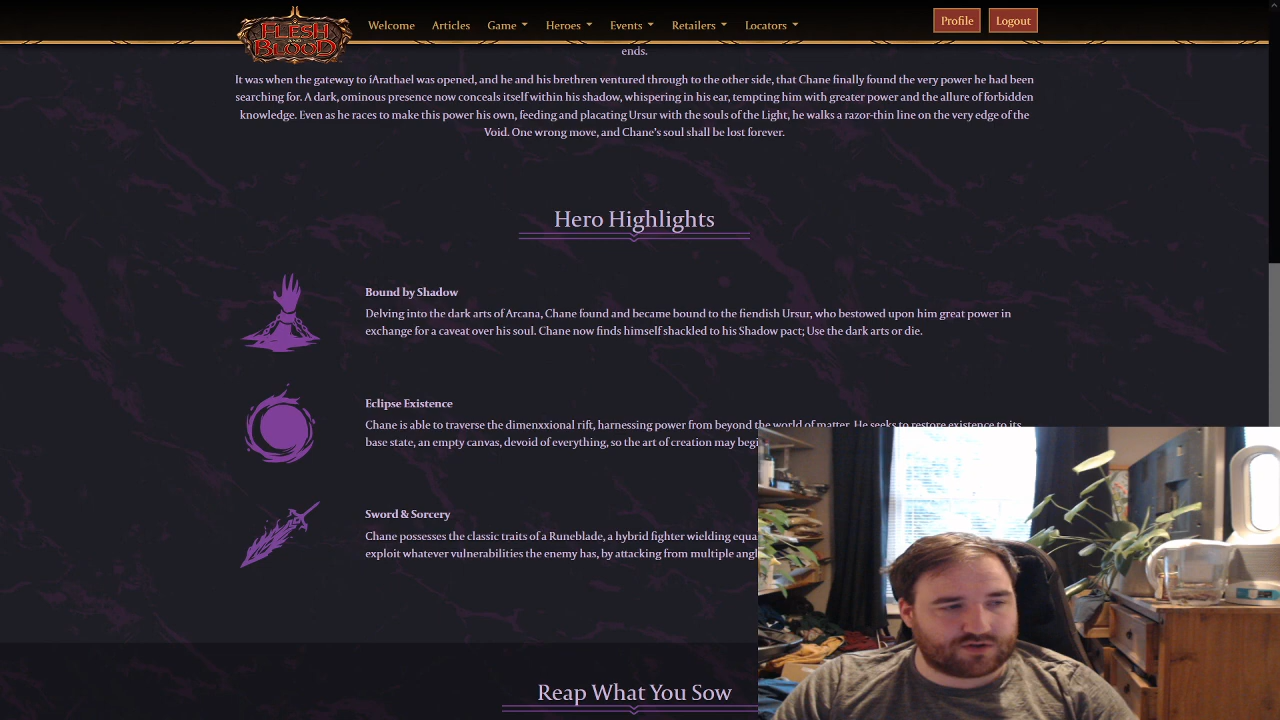 FLESH
AND
BLOOD
Welcome Articles Game Heroes Events Retailers Locators Profile Logout
ends.
It was when the gateway to iArathael was opened, and he and his brethren ventured through to the other side, that Chane finally found the very power he had been
searching for. A dark, ominous presence now conceals itself within his shadow, whispering in his ear, tempting him with greater power and the allure of forbidden
knowledge. Even as he races to make this power his own, feeding and placating Ursur with the souls of the Light, he walks a razor-thin line on the very edge of the
Void. One wrong move, and Chane's soul shall be lost forever.
Hero Highlights
Bound by Shadow
Delving into the dark arts of Arcana, Chane found and became bound to the fiendish Ursur, who bestowed upon him great power in
exchange for a caveat over his soul. Chane now finds himself shackled to his Shadow pact; Use the dark arts or die.
Eclipse Existence
Chane is able to traverse the dimenxxional rift, harnessing power from beyond the world of matter. He seeks to restore existence to its
base state, an empty canvas, devoid of everything, so the art of creation may begi
Sword & Sorcery
Chane possesses the classic traits of a Runeblade, a hybrid fighter wielding equa
exploit whatever vulnerabilities the enemy has, by attacking from multiple angl
Reap What You Sow